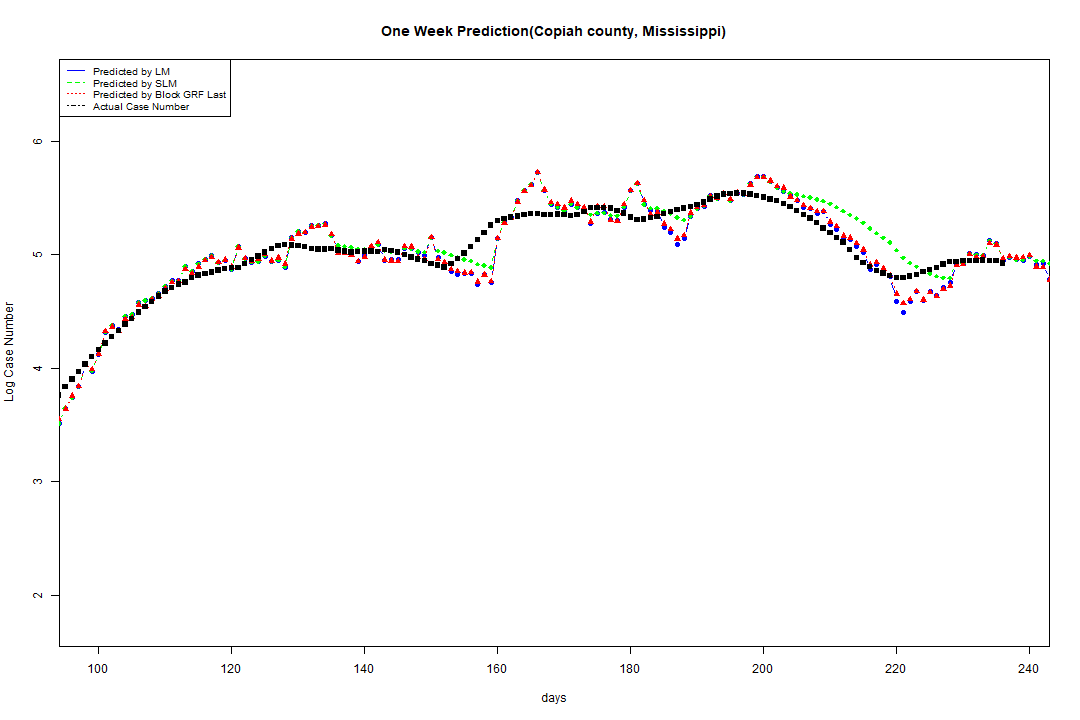 One Week Prediction(Copiah county, Mississippi)
Predicted by LM
Predicted by SLM
Predicted by Block GRF Last
Actual Case Number
6
5
4
3
2
Log Case Number
100 120 140 160 180 200 220 240
days